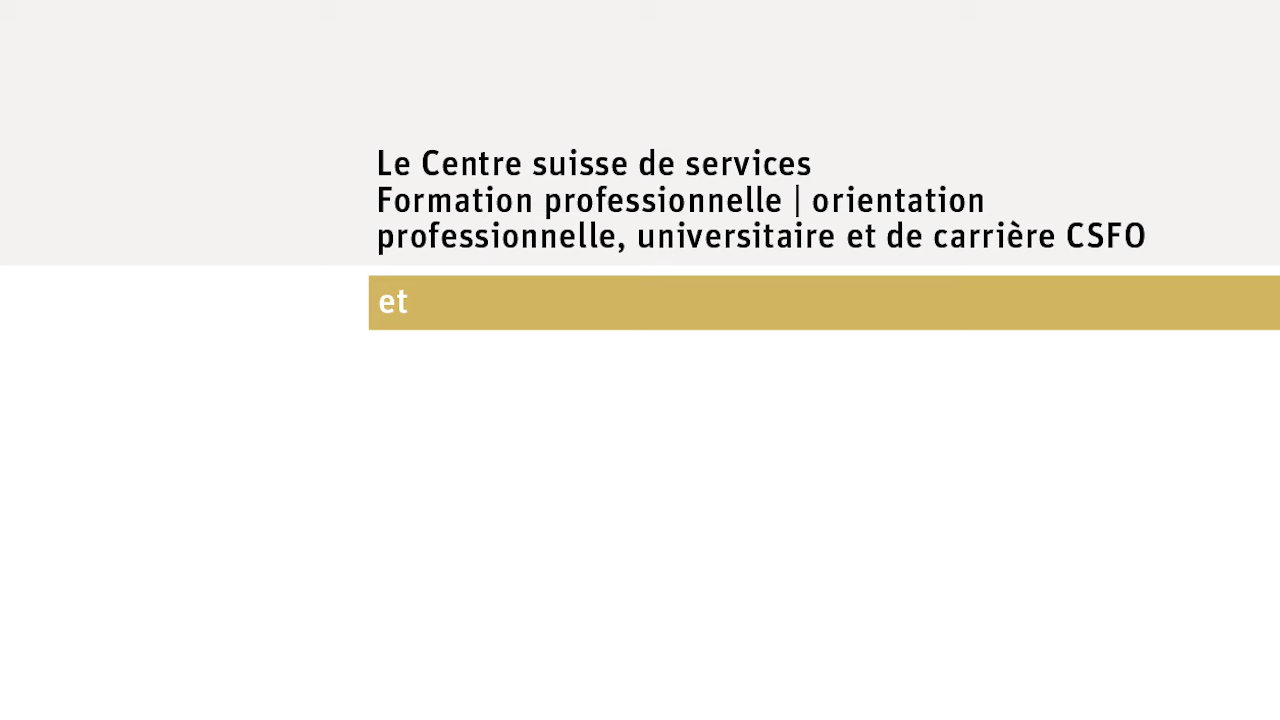 Le Centre suisse de services
Formation professionnelle | orientation
professionnelle, universitaire et de carrière CSFO
et